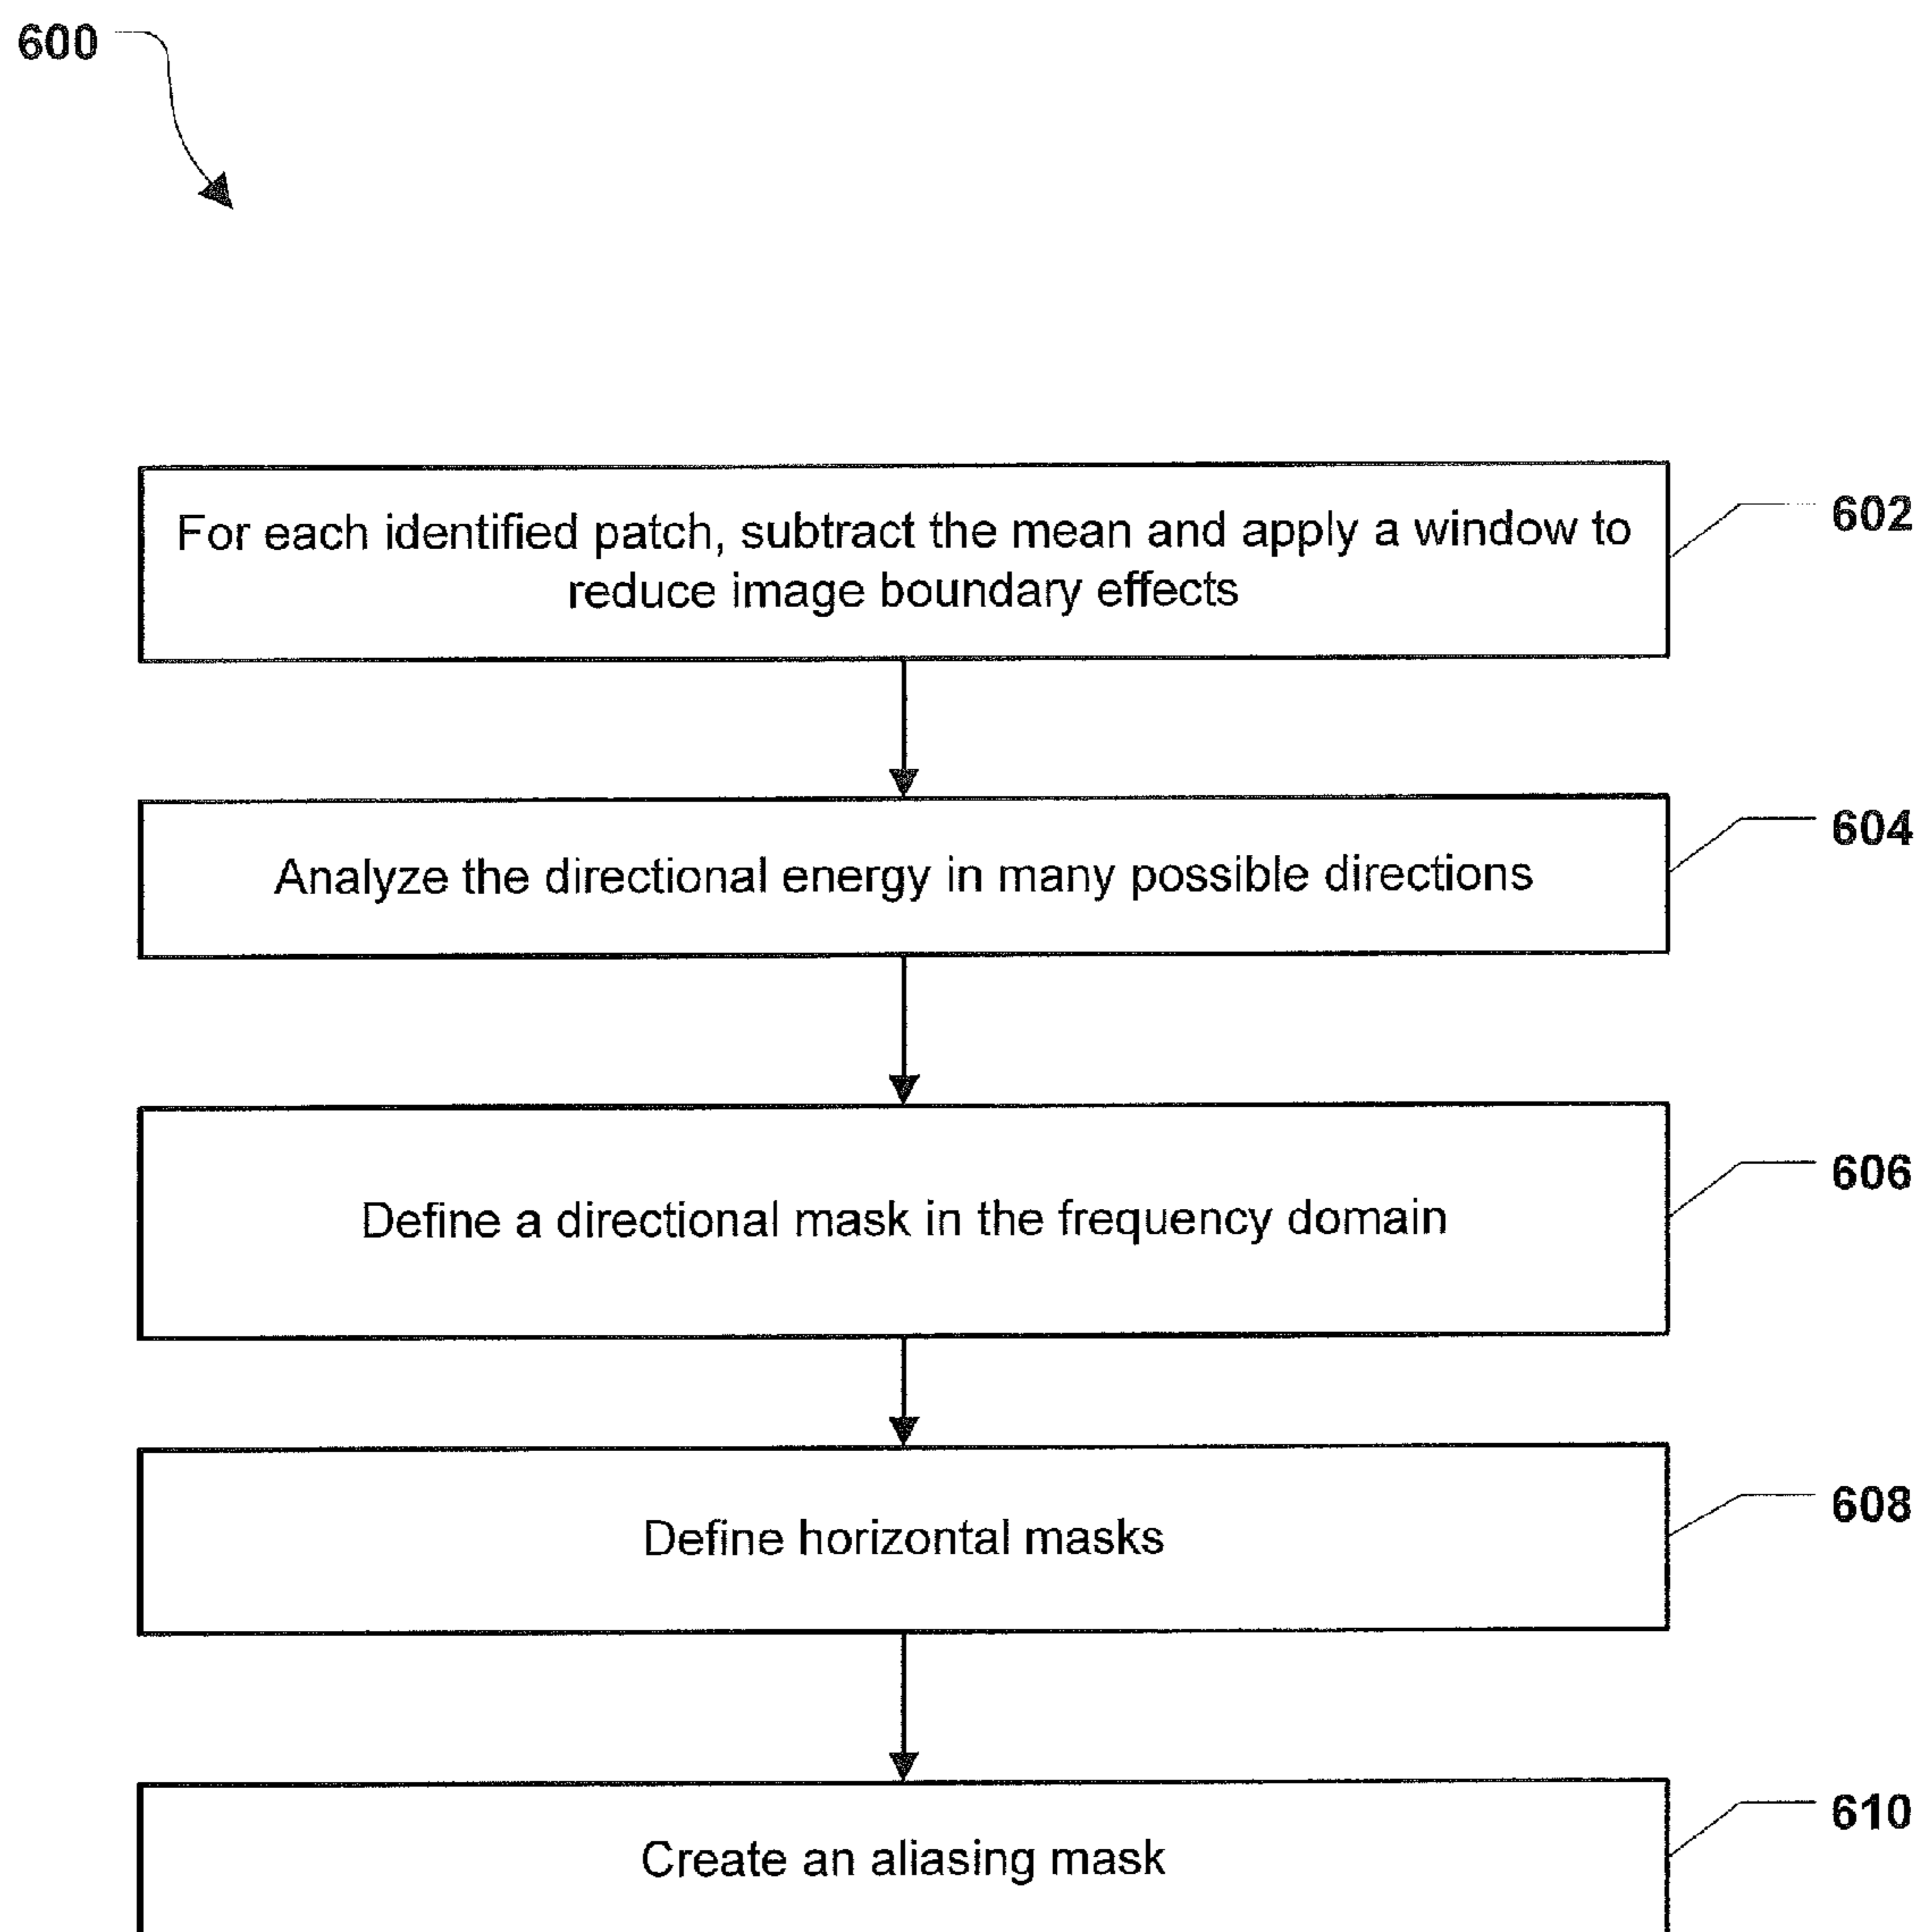 600
For each identified patch, subtract the mean and apply a window to
reduce image boundary effects
602
Analyze the directional energy in many possible directions
604
Define a directional mask in the frequency domain
606
Define horizontal masks
608
Create an aliasing mask
610